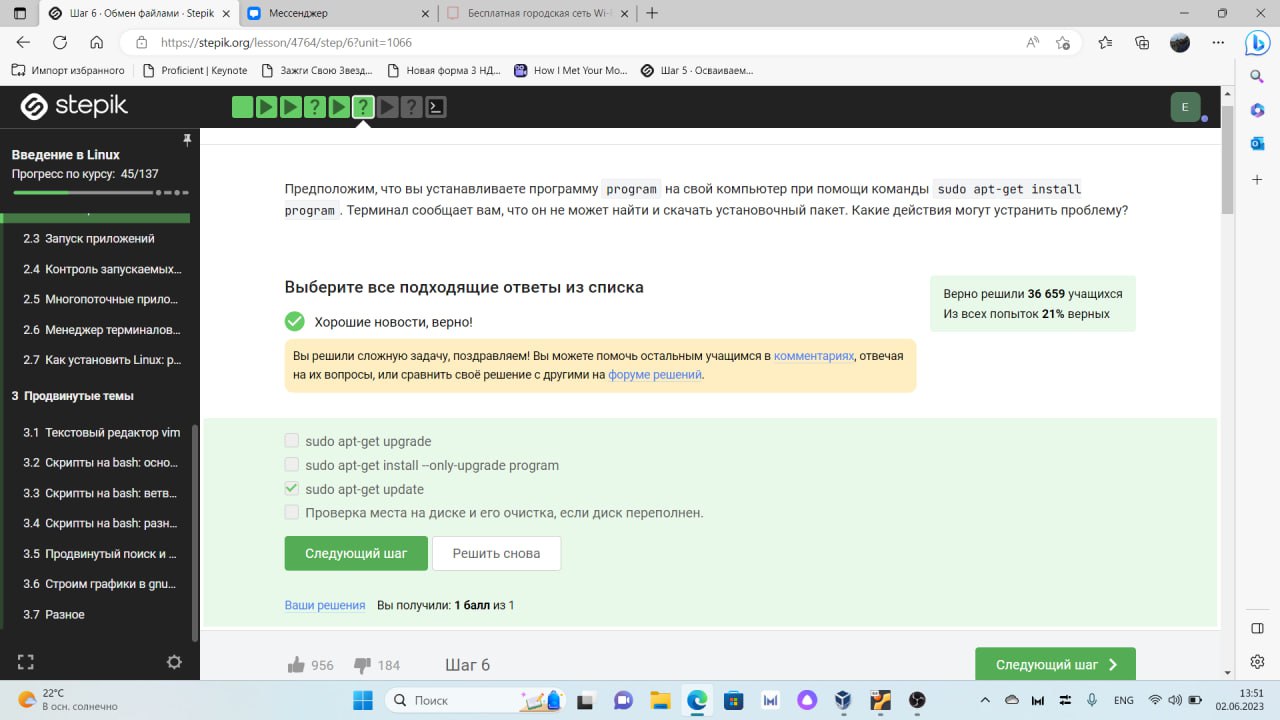 Шаг 6 · Обмен файлами · Stepik
Мессенджер
Бесплатная городская сеть Wi-F
https://stepik.org/lesson/4764/step/6?unit=1066
Импорт избранного
Proficient | Keynote
Зажги Свою Звезд...
Новая форма 3 НД...
How I Met Your Mo...
Шаг 5 · Осваиваем...
stepik
E
Введение в Linux
Прогресс по курсу: 45/137
2.3 Запуск приложений
2.4 Контроль запускаемых...
2.5 Многопоточные прило...
2.6 Менеджер терминалов...
2.7 Как установить Linux: р...
3 Продвинутые темы
3.1 Текстовый редактор vim
3.2 Скрипты на bash: осно...
3.3 Скрипты на bash: ветв...
3.4 Скрипты на bash: разн...
3.5 Продвинутый поиск и ...
3.6 Строим графики в gnu...
3.7 Разное
Предположим, что вы устанавливаете программу program на свой компьютер при помощи команды sudo apt-get install
program. Терминал сообщает вам, что он не может найти и скачать установочный пакет. Какие действия могут устранить проблему?
Выберите все подходящие ответы из списка
Хорошие новости, верно!
Верно решили 36 659 учащихся
Из всех попыток 21% верных
Вы решили сложную задачу, поздравляем! Вы можете помочь остальным учащимся в комментариях, отвечая
на их вопросы, или сравнить своё решение с другими на форуме решений.
sudo apt-get upgrade
sudo apt-get install --only-upgrade program
sudo apt-get update
Проверка места на диске и его очистка, если диск переполнен.
Следующий шаг
Решить снова
Ваши решения Вы получили: 1 балл из 1
956
184
Шаг 6
Следующий шаг
22°C
В осн. солнечно
Поиск
ENG
13:51
02.06.2023